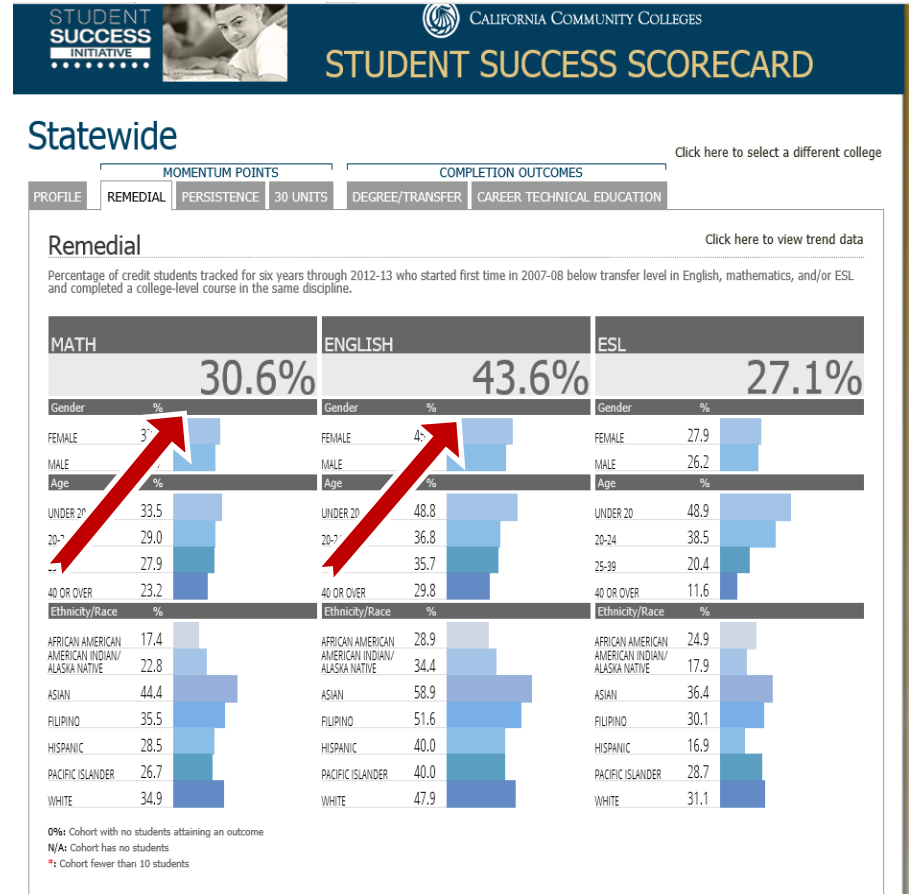 STUDENT
SUCCESS
INITIATIVE
CALIFORNIA COMMUNITY COLLEGES
STUDENT SUCCESS SCORECARD
Statewide
Click here to select a different college
MOMENTUM POINTS COMPLETION OUTCOMES
PROFILE REMEDIAL PERSISTENCE 30 UNITS DEGREE/TRANSFER CAREER TECHNICAL EDUCATION
Remedial
Click here to view trend data
Percentage of credit students tracked for six years through 2012-13 who started first time in 2007-08 below transfer level in English, mathematics, and/or ESL
and completed a college-level course in the same discipline.
MATH
30.6%
Gender %
FEMALE
MALE
Age %
UNDER 20 33.5
29.0
27.9
40 OR OVER 23.2
Ethnicity/Race %
AFRICAN AMERICAN 17.4
AMERICAN INDIAN/
ALASKA NATIVE 22.8
ASIAN 44.4
FILIPINO 35.5
HISPANIC 28.5
PACIFIC ISLANDER 26.7
WHITE 34.9
ENGLISH
43.6%
Gender %
FEMALE
MALE
Age %
UNDER 20 48.8
36.8
35.7
40 OR OVER 29.8
Ethnicity/Race %
AFRICAN AMERICAN 28.9
AMERICAN INDIAN/
ALASKA NATIVE 34.4
ASIAN 58.9
FILIPINO 51.6
HISPANIC 40.0
PACIFIC ISLANDER 40.0
WHITE 47.9
ESL
27.1%
Gender %
FEMALE 27.9
MALE 26.2
Age %
UNDER 20 48.9
20-24 38.5
25-39 20.4
40 OR OVER 11.6
Ethnicity/Race %
AFRICAN AMERICAN 24.9
AMERICAN INDIAN/
ALASKA NATIVE 17.9
ASIAN 36.4
FILIPINO 30.1
HISPANIC 16.9
PACIFIC ISLANDER 28.7
WHITE 31.1
0%: Cohort with no students attaining an outcome
N/A: Cohort has no students
*: Cohort fewer than 10 students